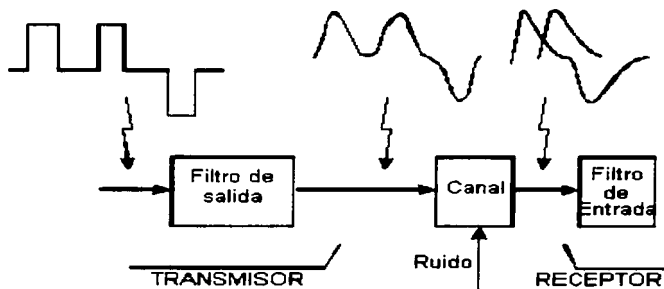 Filtro de
salida
Canal
Filtro
de
Entrada
Ruido
TRANSMISOR
RECEPTOR